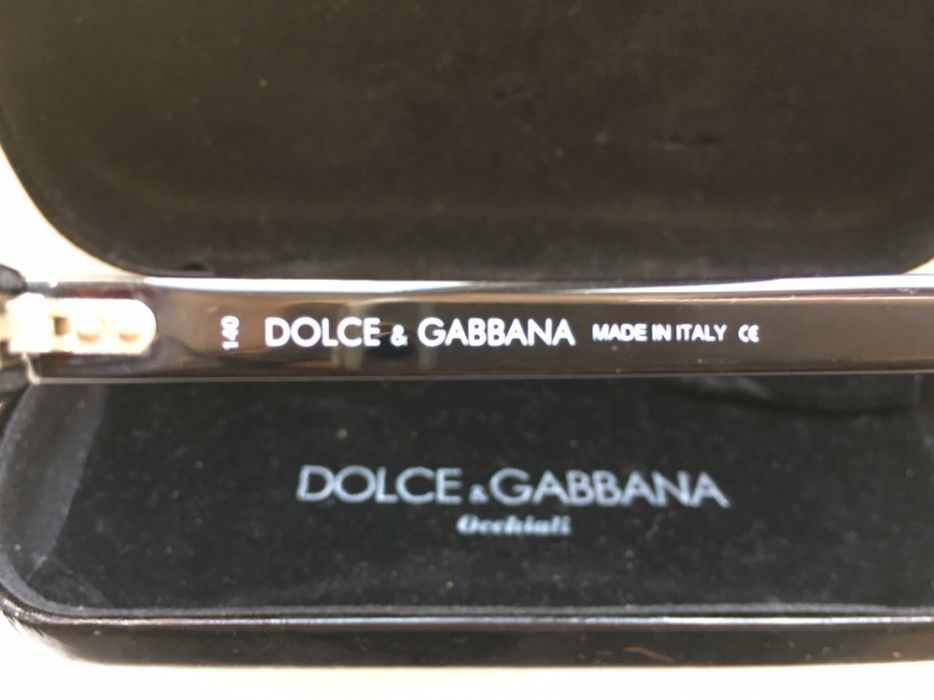 140 DOLCE & GABBANA MADE IN ITALY CE
DOLCE & GABBANA
Occhiali